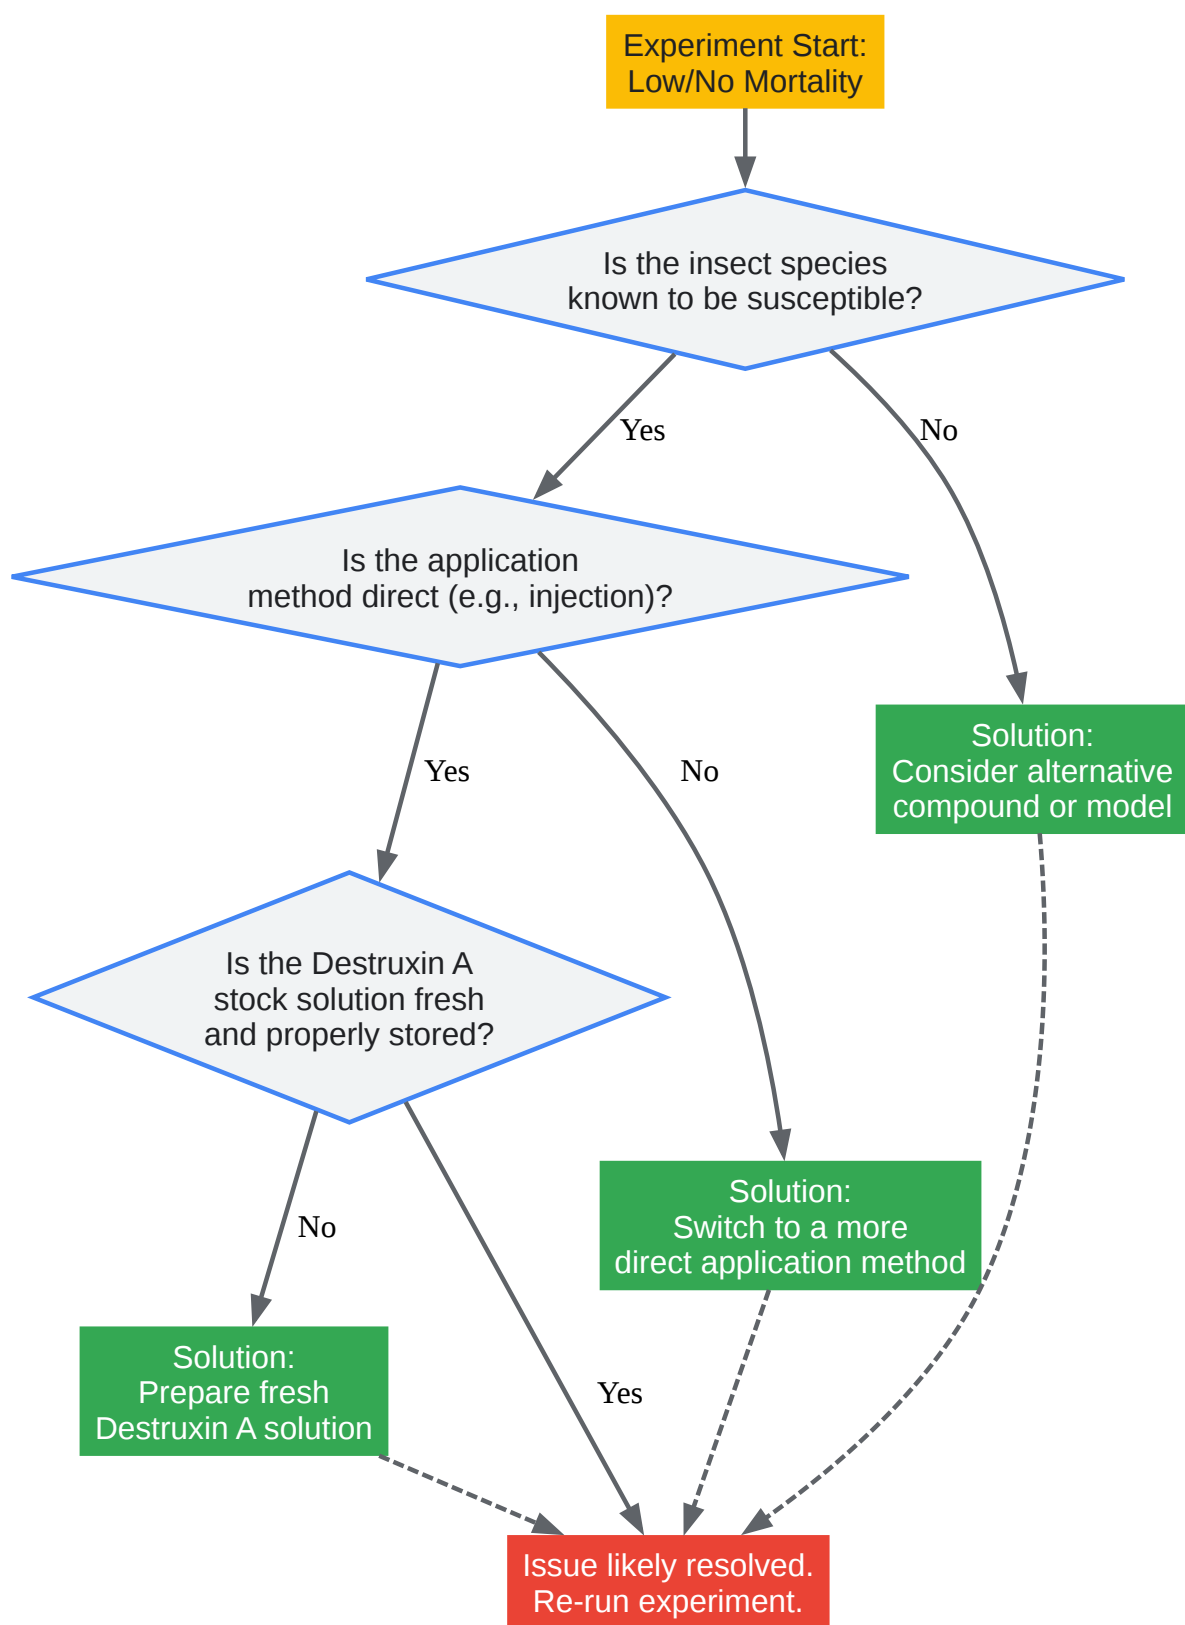 Experiment Start:
Low/No Mortality
Is the insect species
known to be susceptible?
Yes
No
Is the application
method direct (e.g., injection)?
Solution:
Consider alternative
compound or model
Yes
No
Is the Destruxin A
stock solution fresh
and properly stored?
Solution:
Switch to a more
direct application method
No
Solution:
Prepare fresh
Destruxin A solution
Yes
Issue likely resolved.
Re-run experiment.